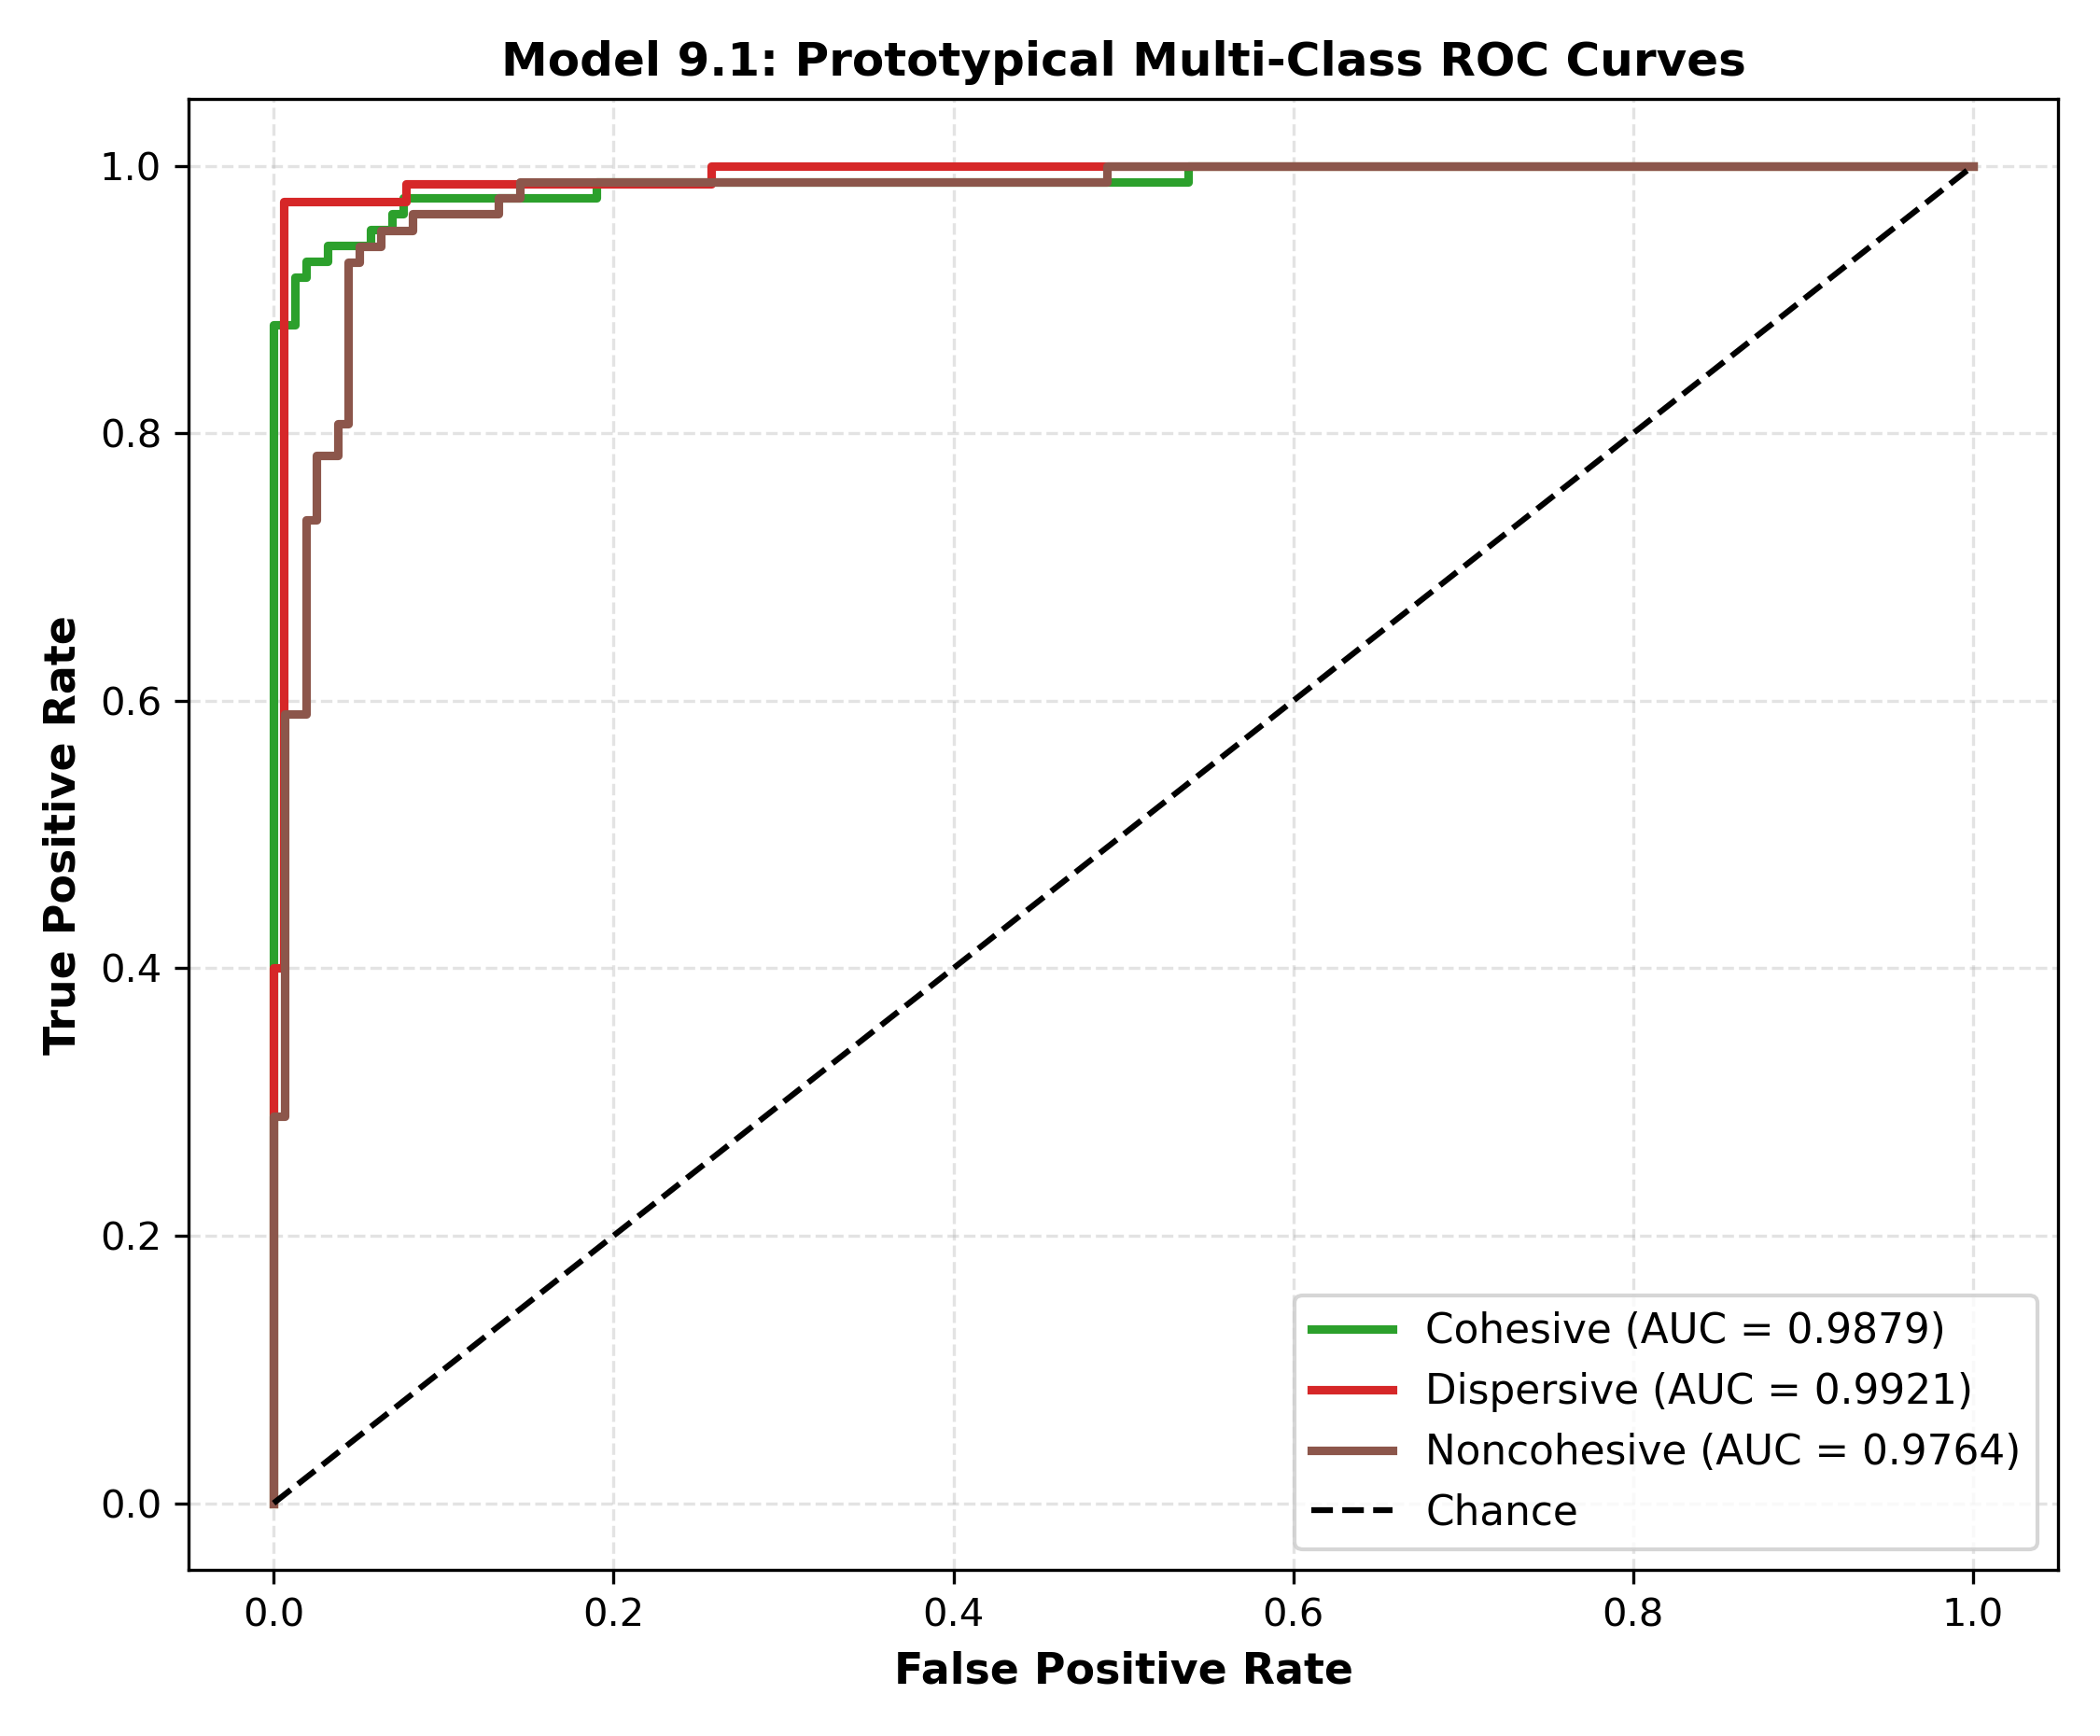 Model 9.1: Prototypical Multi-Class ROC Curves
True Positive Rate
1.0
0.8
0.6
0.4
0.2
0.0
0.0 0.2 0.4 0.6 0.8 1.0
False Positive Rate
Cohesive (AUC = 0.9879)
Dispersive (AUC = 0.9921)
Noncohesive (AUC = 0.9764)
Chance